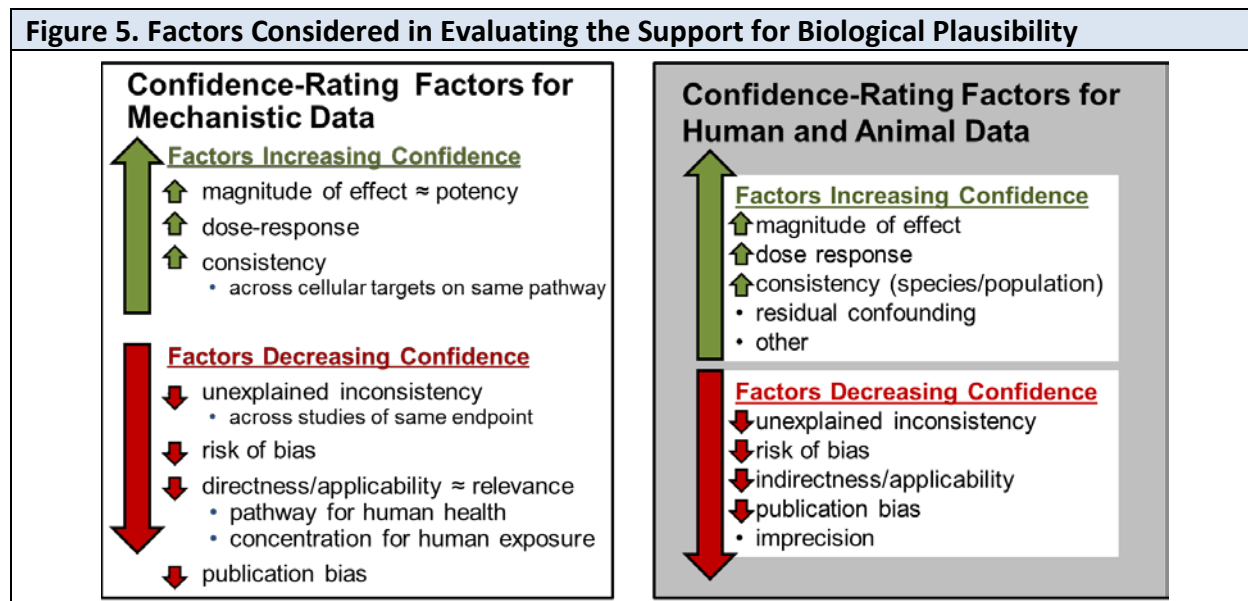 Figure 5. Factors Considered in Evaluating the Support for Biological Plausibility
Confidence-Rating Factors for
Mechanistic Data
Factors Increasing Confidence
magnitude of effect ≈ potency
dose-response
consistency
• across cellular targets on same pathway
Factors Decreasing Confidence
unexplained inconsistency
• across studies of same endpoint
risk of bias
directness/applicability ≈ relevance
• pathway for human health
• concentration for human exposure
publication bias
Confidence-Rating Factors for
Human and Animal Data
Factors Increasing Confidence
magnitude of effect
dose response
consistency (species/population)
• residual confounding
• other
Factors Decreasing Confidence
unexplained inconsistency
risk of bias
indirectness/applicability
publication bias
• imprecision